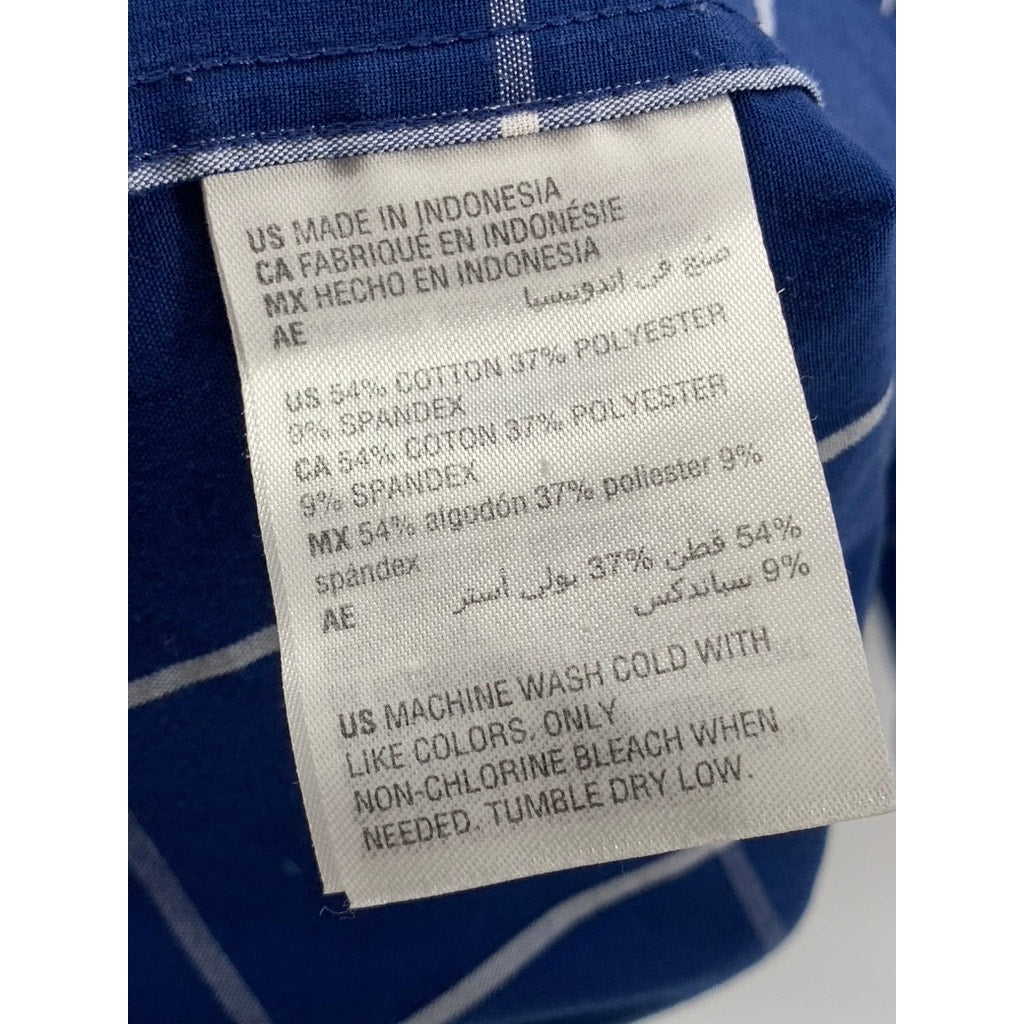 US MADE IN INDONESIA
CA FABRIQUÉ EN INDONÉSIE
MX HECHO EN INDONESIA
AE صنع في اندونيسيا
US 54% COTTON 37% POLYESTER
9% SPANDEX
CA 54% COTON 37% POLYESTER
9% SPANDEX
MX 54% algodón 37% poliester 9%
spandex
AE 54% قطن 37% بولي أستر
9% سباندكس
US MACHINE WASH COLD WITH
LIKE COLORS. ONLY
NON-CHLORINE BLEACH WHEN
NEEDED. TUMBLE DRY LOW.